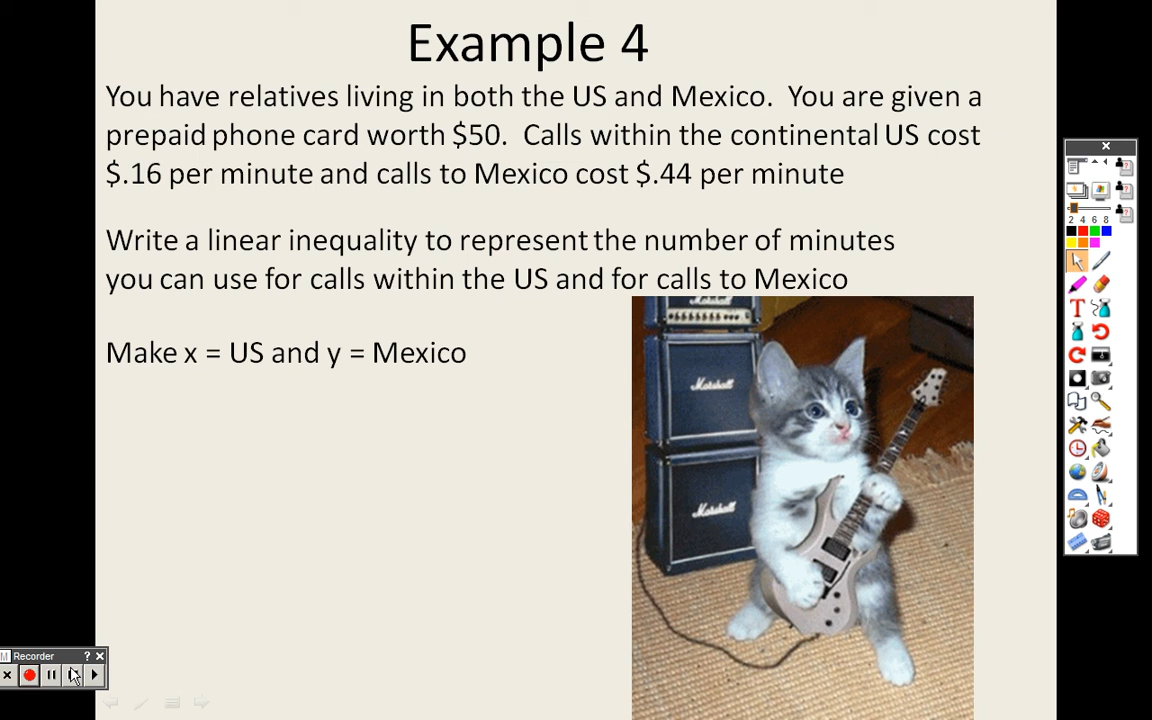 Example 4
You have relatives living in both the US and Mexico.  You are given a
prepaid phone card worth $50.  Calls within the continental US cost
$.16 per minute and calls to Mexico cost $.44 per minute
Write a linear inequality to represent the number of minutes
you can use for calls within the US and for calls to Mexico
Make x = US and y = Mexico
Marshall
Marshall
Marshall
2 4 6 8
T
M Recorder ? x